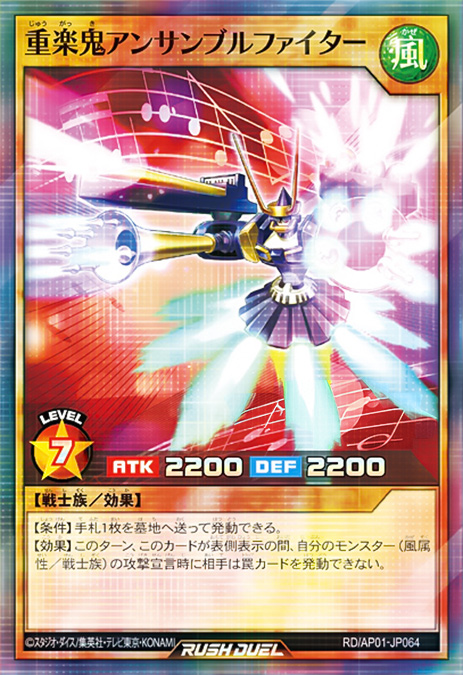 重楽鬼アンサンブルファイター
じゅうがっき
風
かぜ
LEVEL
7
ATK 2200 DEF 2200
【戦士族／効果】
【条件】手札1枚を墓地へ送って発動できる。
【効果】このターン、このカードが表側表示の間、自分のモンスター（風属
性／戦士族）の攻撃宣言時に相手は罠カードを発動できない。
©スタジオ・ダイス/集英社・テレビ東京・KONAMI
RUSH DUEL
RD/AP01-JP064